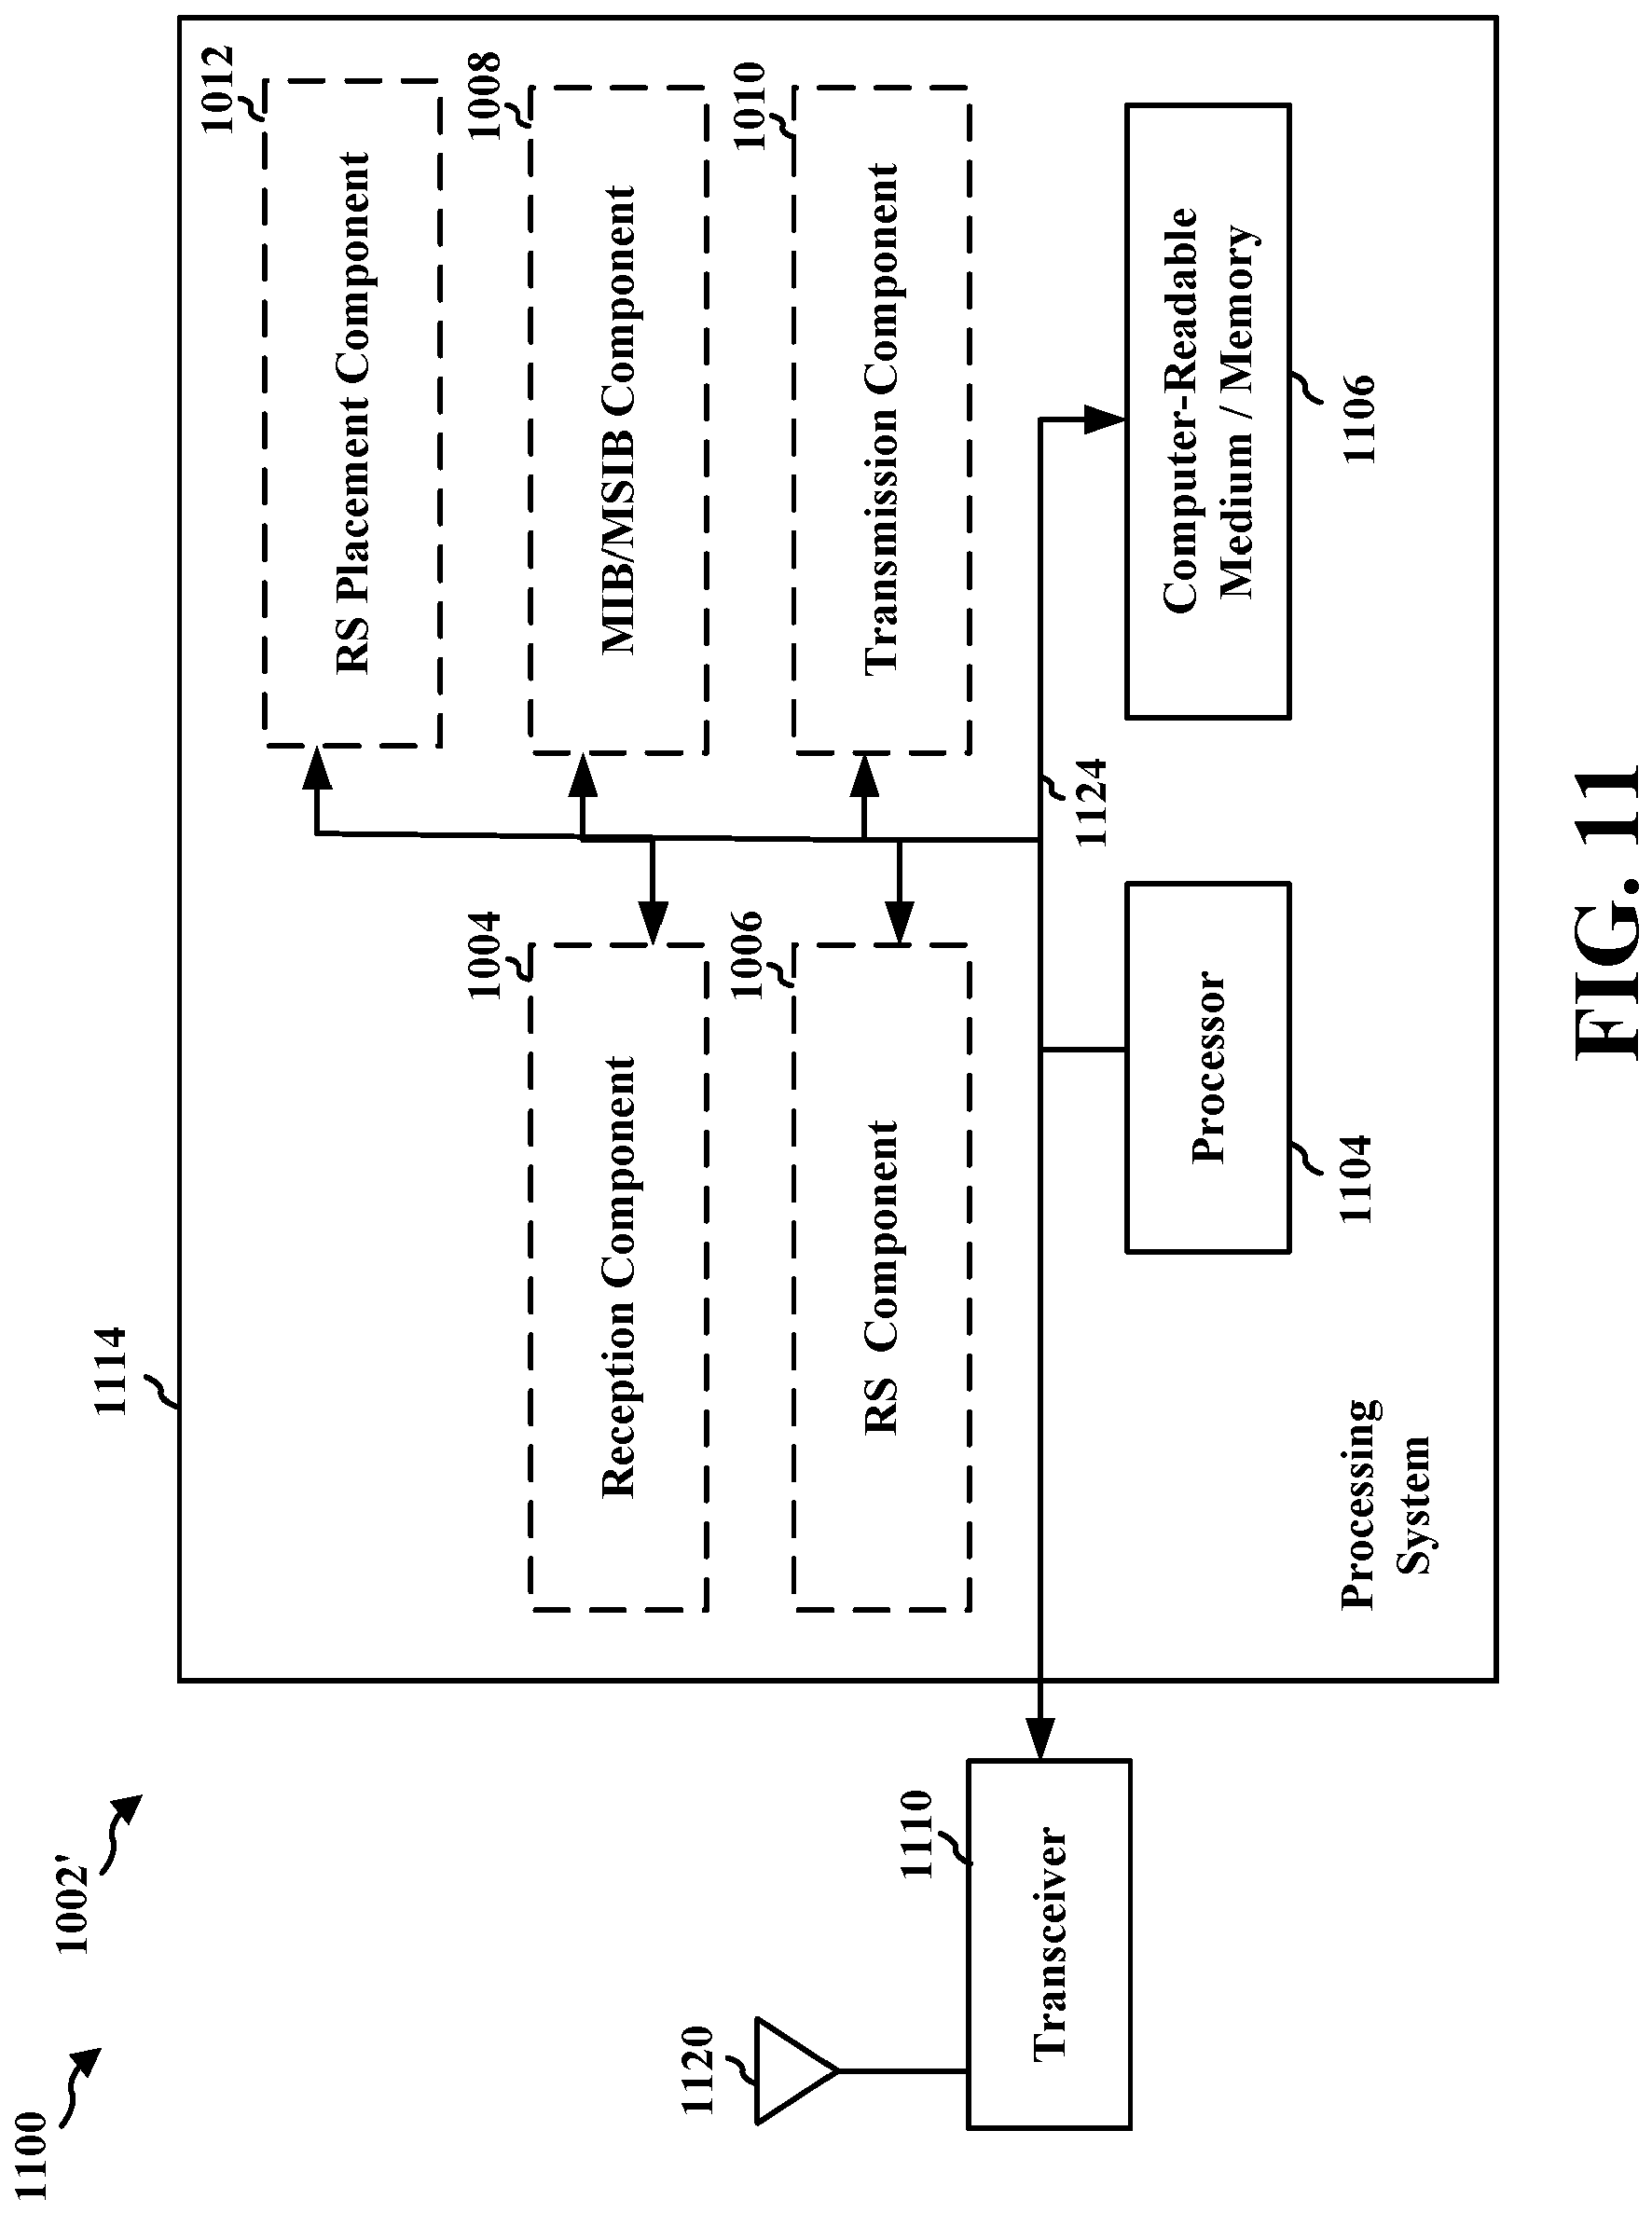 1100
1002'
1114
1012
RS Placement Component
1004
Reception Component
1008
MIB/MSIB Component
1006
RS Component
1010
Transmission Component
1120
1110
Transceiver
1124
Processor
1104
Computer-Readable
Medium / Memory
1106
Processing
System
FIG. 11